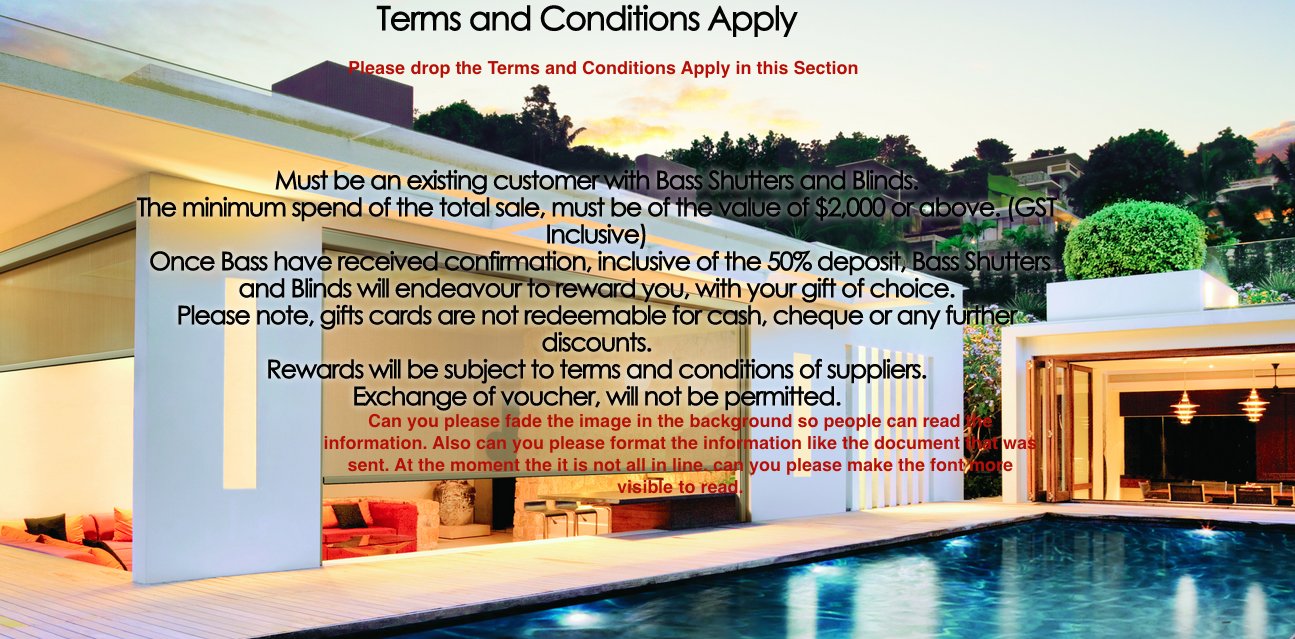 Terms and Conditions Apply
Please drop the Terms and Conditions Apply in this Section
Must be an existing customer with Bass Shutters and Blinds.
The minimum spend of the total sale, must be of the value of $2,000 or above. (GST
Inclusive)
Once Bass have received confirmation, inclusive of the 50% deposit, Bass Shutters
and Blinds will endeavour to reward you, with your gift of choice.
Please note, gifts cards are not redeemable for cash, cheque or any further
discounts.
Rewards will be subject to terms and conditions of suppliers.
Exchange of voucher, will not be permitted.
Can you please fade the image in the background so people can read the
information. Also can you please format the information like the document that was
sent. At the moment the it is not all in line. can you please make the font more
visible to read.